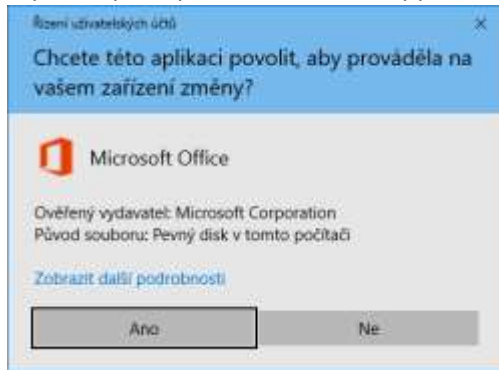 Řízení uživatelských účtů
Chcete této aplikaci povolit, aby prováděla na
vašem zařízení změny?
Microsoft Office
Ověřený vydavatel: Microsoft Corporation
Původ souboru: Pevný disk v tomto počítači
Zobrazit další podrobnosti
Ano
Ne